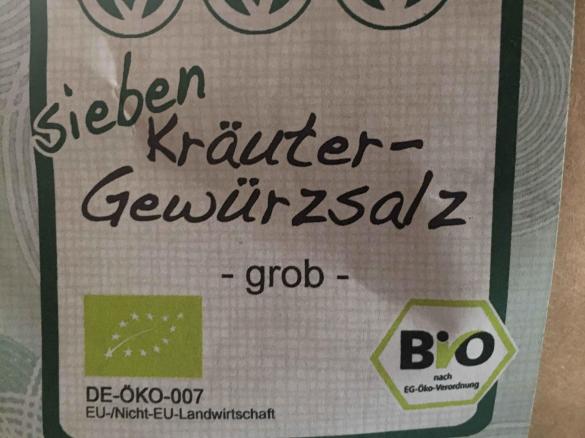 sieben
Kräuter-
Gewürzsalz
- grob -
Bio
nach
EG-Öko-Verordnung
DE-ÖKO-007
EU-/Nicht-EU-Landwirtschaft